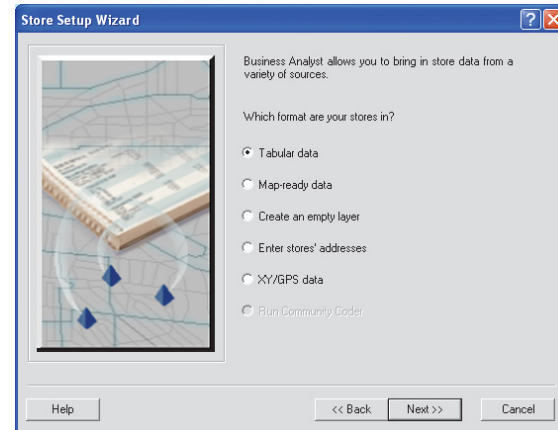 Store Setup Wizard
Business Analyst allows you to bring in store data from a
variety of sources.
Which format are your stores in?
Tabular data
Map-ready data
Create an empty layer
Enter stores' addresses
XY/GPS data
Run Community Coder
Help
<< Back
Next >>
Cancel